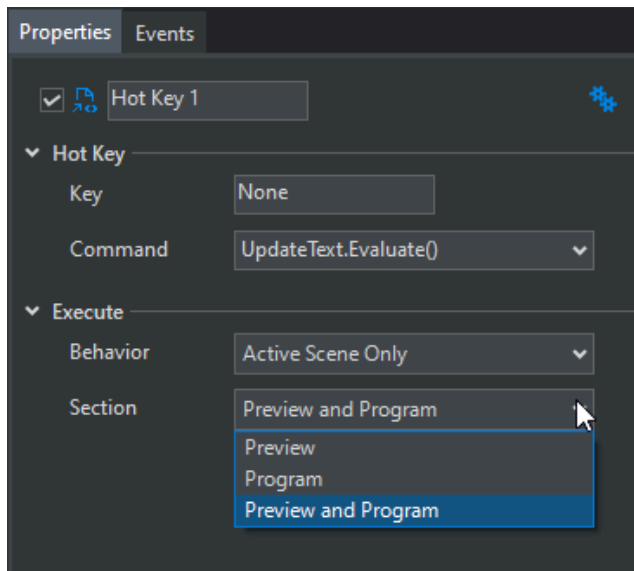 Properties Events
Hot Key 1
Hot Key
Key None
Command UpdateText.Evaluate()
Execute
Behavior Active Scene Only
Section Preview and Program
Preview
Program
Preview and Program